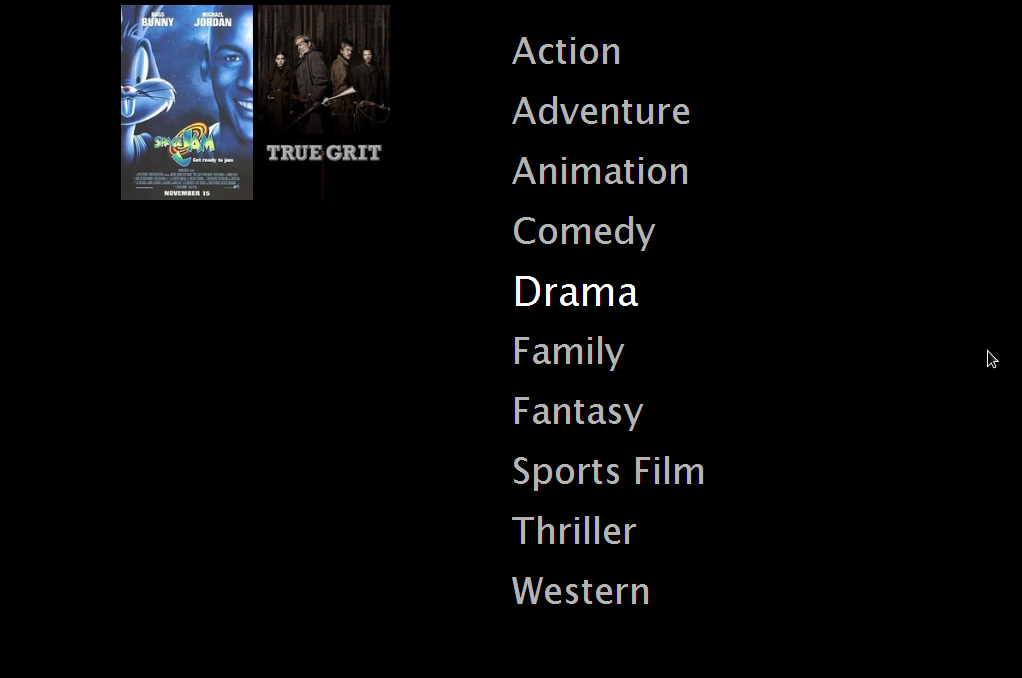 BUGS MICHAEL
BUNNY JORDAN
SPACE JAM
Get ready to jam
NOVEMBER 15
TRUE GRIT
Action
Adventure
Animation
Comedy
Drama
Family
Fantasy
Sports Film
Thriller
Western